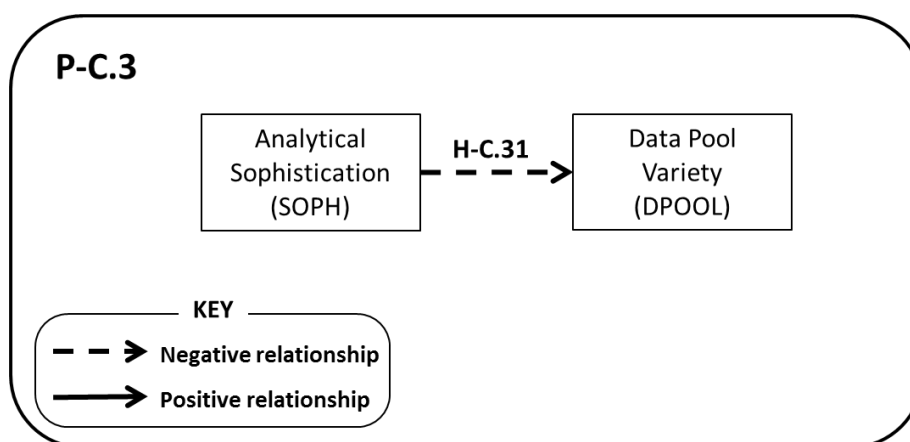 P-C.3
Analytical
Sophistication
(SOPH)
H-C.31
Data Pool
Variety
(DPOOL)
KEY
Negative relationship
Positive relationship